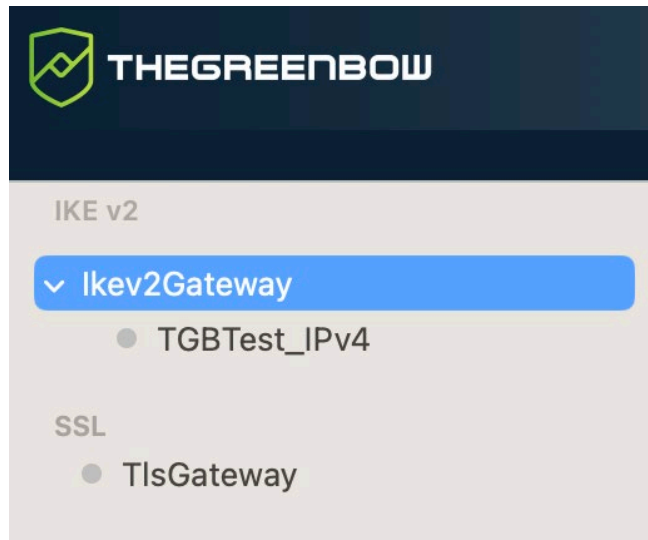 THEGREENBOW
IKE v2
Ikev2Gateway
TGBTest_IPv4
SSL
TlsGateway